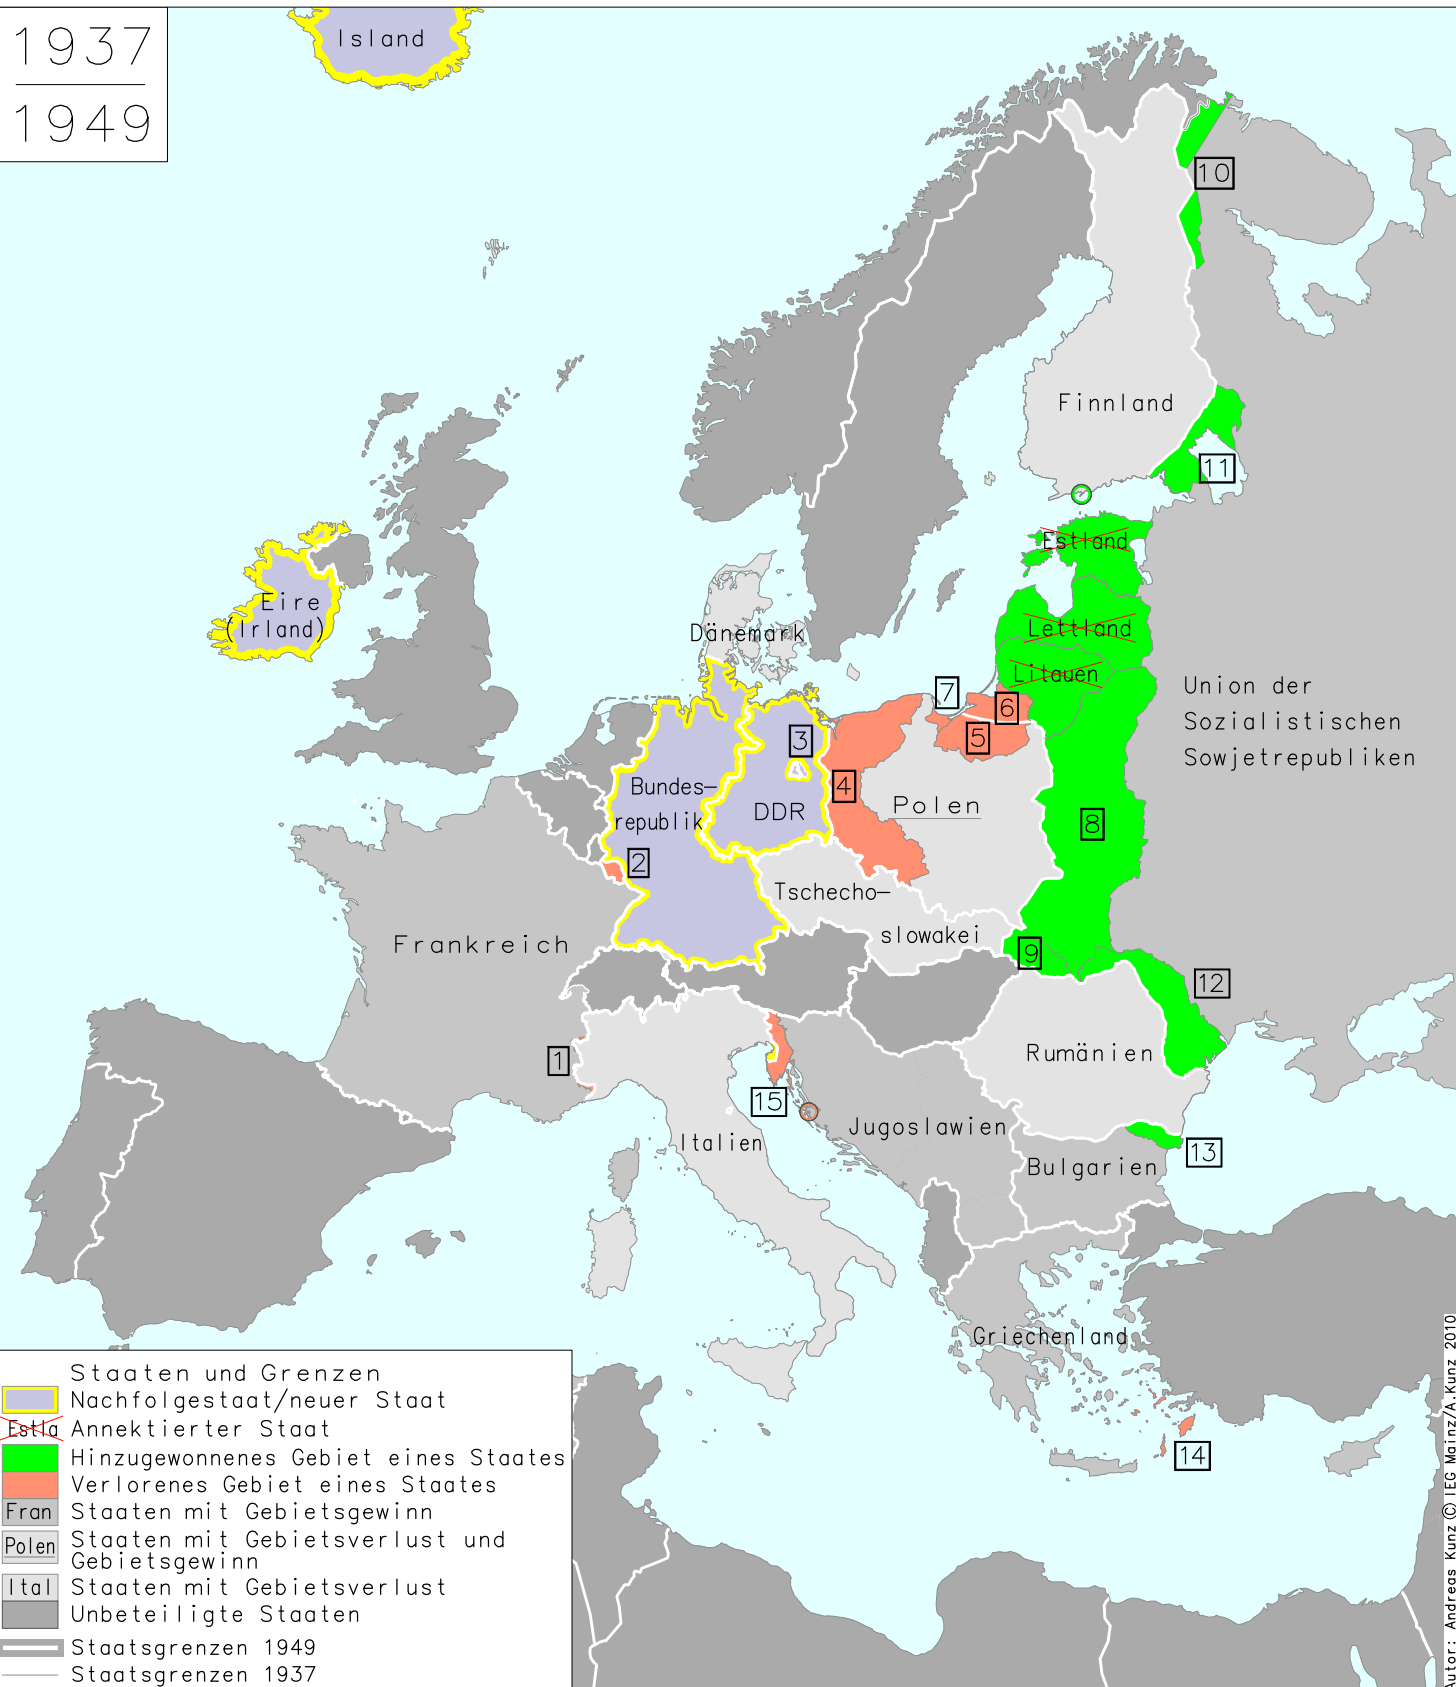 1937
1949
Island
10
Finnland
11
Estland
Eire
(Irland)
Lettland
Dänemark
Litauen
7
6
Union der
Sozialistischen
Sowjetrepubliken
5
3
4
Bundes-
republik
DDR
Polen
8
2
Tschecho-
slowakei
Frankreich
9
12
1
Rumänien
15
Jugoslawien
Italien
13
Bulgarien
Griechenland
14
Staaten und Grenzen
Nachfolgestaat/neuer Staat
Estla Annektierter Staat
Hinzugewonnenes Gebiet eines Staates
Verlorenes Gebiet eines Staates
Fran Staaten mit Gebietsgewinn
Polen Staaten mit Gebietsverlust und
Gebietsgewinn
Ital Staaten mit Gebietsverlust
Unbeteiligte Staaten
Staatsgrenzen 1949
Staatsgrenzen 1937
Autor: Andreas Kunz © IEG Mainz/A.Kunz 2010